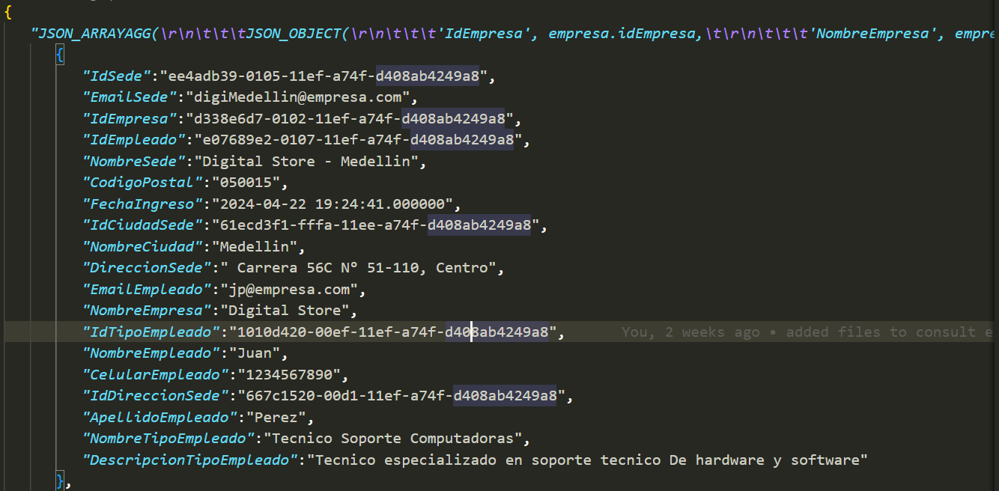 {
"JSON_ARRAYAGG(\r\n\t\t\tJSON_OBJECT(\r\n\t\t\t'IdEmpresa', empresa.idEmpresa,\t\r\n\t\t\t'NombreEmpresa', empre
{
"IdSede":"ee4adb39-0105-11ef-a74f-d408ab4249a8",
"EmailSede":"digiMedellin@empresa.com",
"IdEmpresa":"d338e6d7-0102-11ef-a74f-d408ab4249a8",
"IdEmpleado":"e07689e2-0107-11ef-a74f-d408ab4249a8",
"NombreSede":"Digital Store - Medellin",
"CodigoPostal":"050015",
"FechaIngreso":"2024-04-22 19:24:41.000000",
"IdCiudadSede":"61ecd3f1-fffa-11ee-a74f-d408ab4249a8",
"NombreCiudad":"Medellin",
"DireccionSede":" Carrera 56C Nº 51-110, Centro",
"EmailEmpleado":"jp@empresa.com",
"NombreEmpresa":"Digital Store",
"IdTipoEmpleado":"1010d420-00ef-11ef-a74f-d408ab4249a8", You, 2 weeks ago • added files to consult e
"NombreEmpleado":"Juan",
"CelularEmpleado":"1234567890",
"IdDireccionSede":"667c1520-00d1-11ef-a74f-d408ab4249a8",
"ApellidoEmpleado":"Perez",
"NombreTipoEmpleado":"Tecnico Soporte Computadoras",
"DescripcionTipoEmpleado":"Tecnico especializado en soporte tecnico De hardware y software"
},